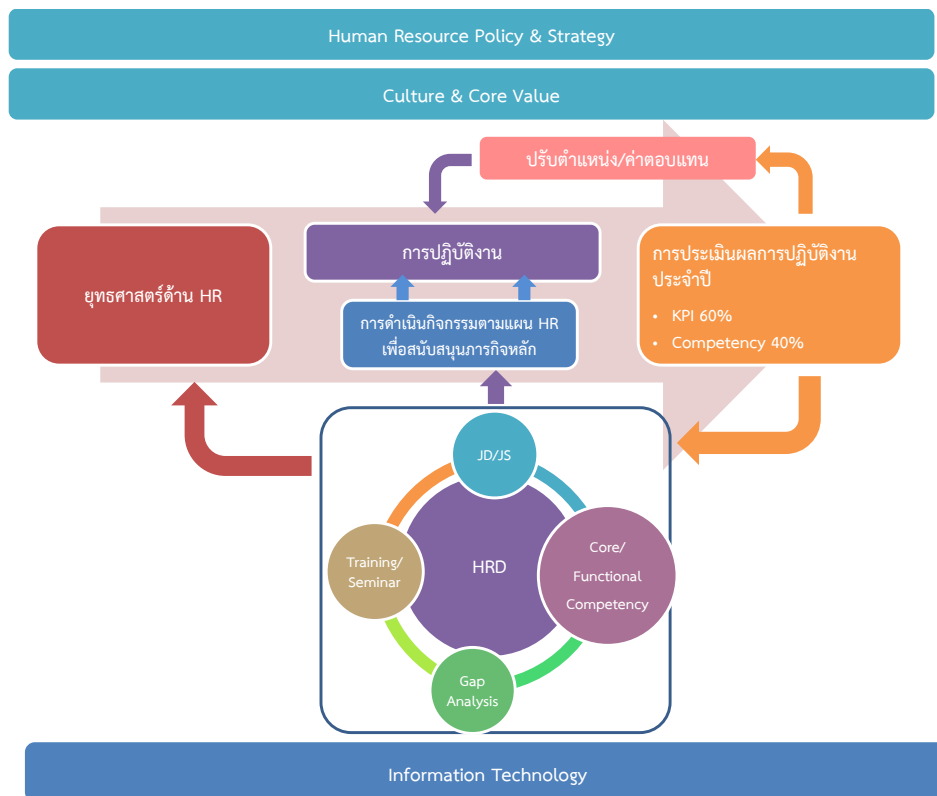 Human Resource Policy & Strategy
Culture & Core Value
ปรับตำแหน่ง/ค่าตอบแทน
ยุทธศาสตร์ด้าน HR
การปฏิบัติงาน
การดำเนินกิจกรรมตามแผน HR
เพื่อสนับสนุนภารกิจหลัก
การประเมินผลการปฏิบัติงาน
ประจำปี
• KPI 60%
• Competency 40%
JD/JS
Training/
Seminar
HRD
Core/
Functional
Competency
Gap
Analysis
Information Technology